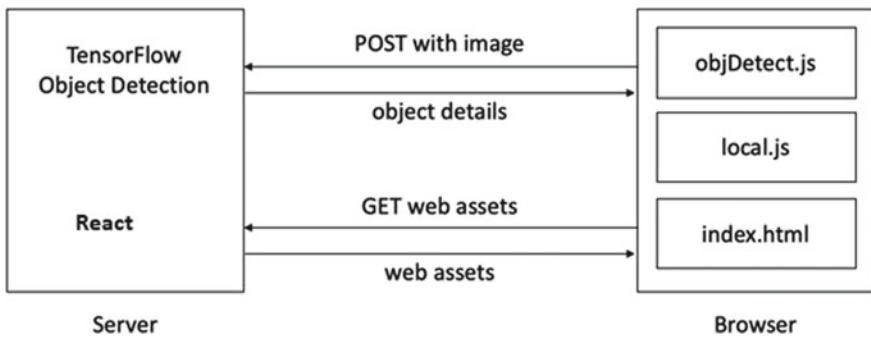 TensorFlow
Object Detection
React
POST with image
object details
GET web assets
web assets
objDetect.js
local.js
index.html
Server
Browser